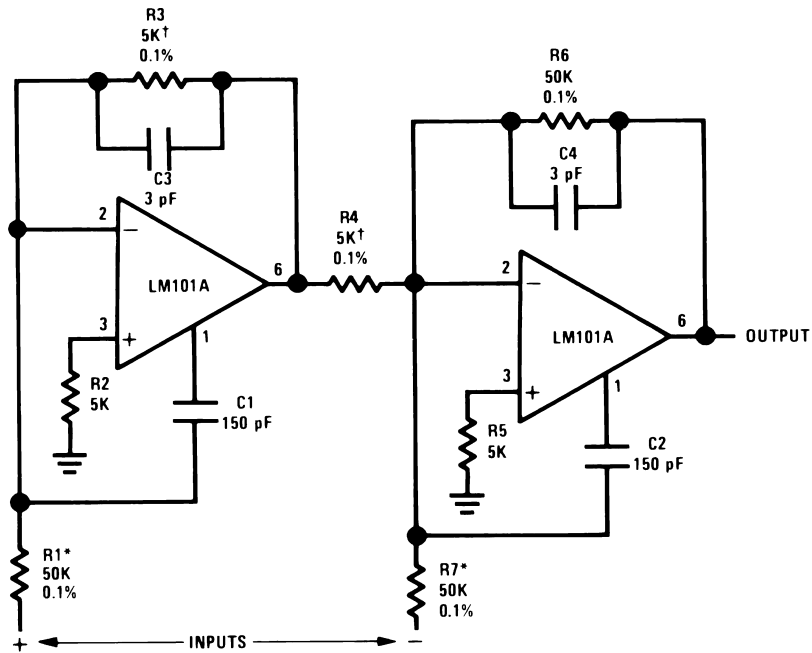 R3
5K†
0.1%
C3
3 pF
2
−
LM101A
6
3
+
1
R2
5K
C1
150 pF
R1*
50K
0.1%
+
INPUTS
−
R4
5K†
0.1%
R6
50K
0.1%
C4
3 pF
2
−
LM101A
6
OUTPUT
3
+
1
R5
5K
C2
150 pF
R7*
50K
0.1%